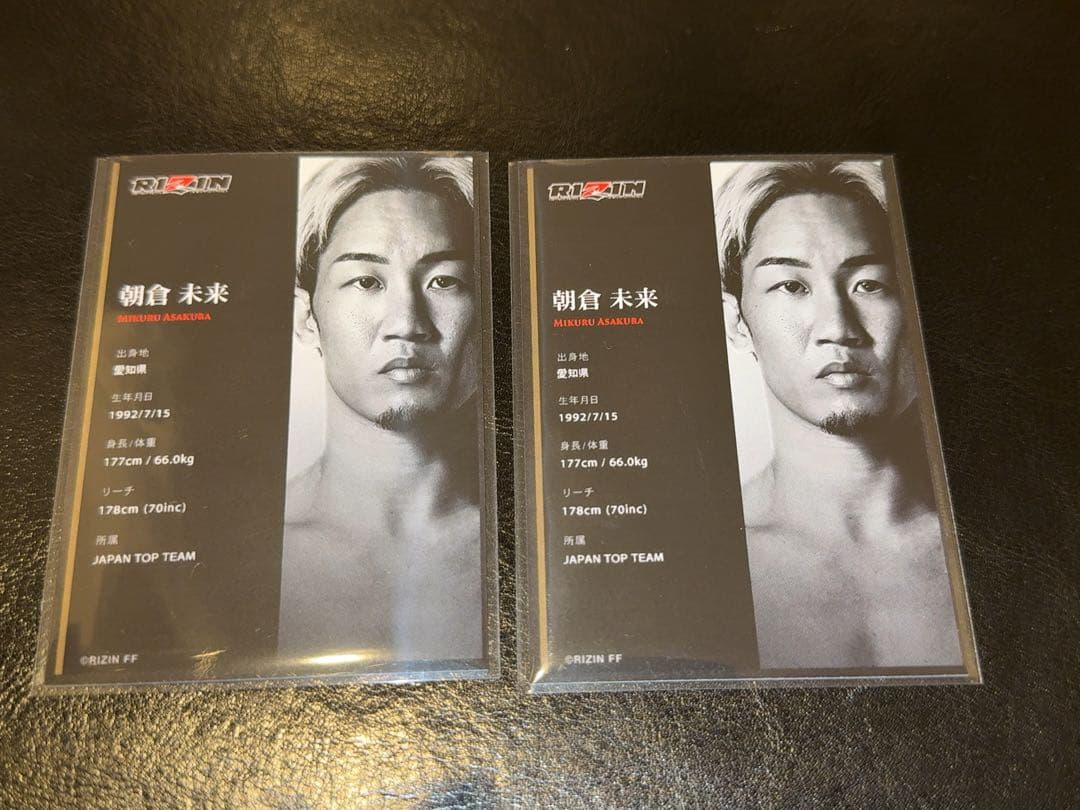 RIZIN
朝倉 未来
MIKURU ASAKURA
出身地
愛知県
生年月日
1992/7/15
身長/体重
177cm / 66.0kg
リーチ
178cm (70inc)
所属
JAPAN TOP TEAM
©RIZIN FF
RIZIN
朝倉 未来
MIKURU ASAKURA
出身地
愛知県
生年月日
1992/7/15
身長/体重
177cm / 66.0kg
リーチ
178cm (70inc)
所属
JAPAN TOP TEAM
©RIZIN FF